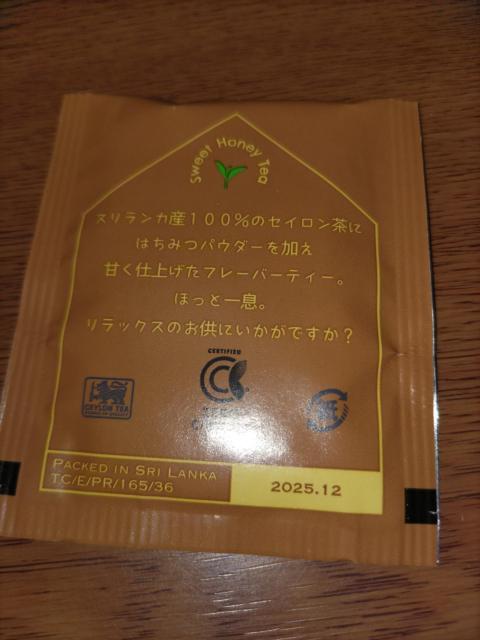 Sweet Honey Tea
スリランカ産100%のセイロン茶に
はちみつパウダーを加え
甘く仕上げたフレーバーティー。
ほっと一息。
リラックスのお供にいかがですか?
CERTIFIED
CEYLON TEA
PACKED IN SRI LANKA
TC/E/PR/165/36
2025.12